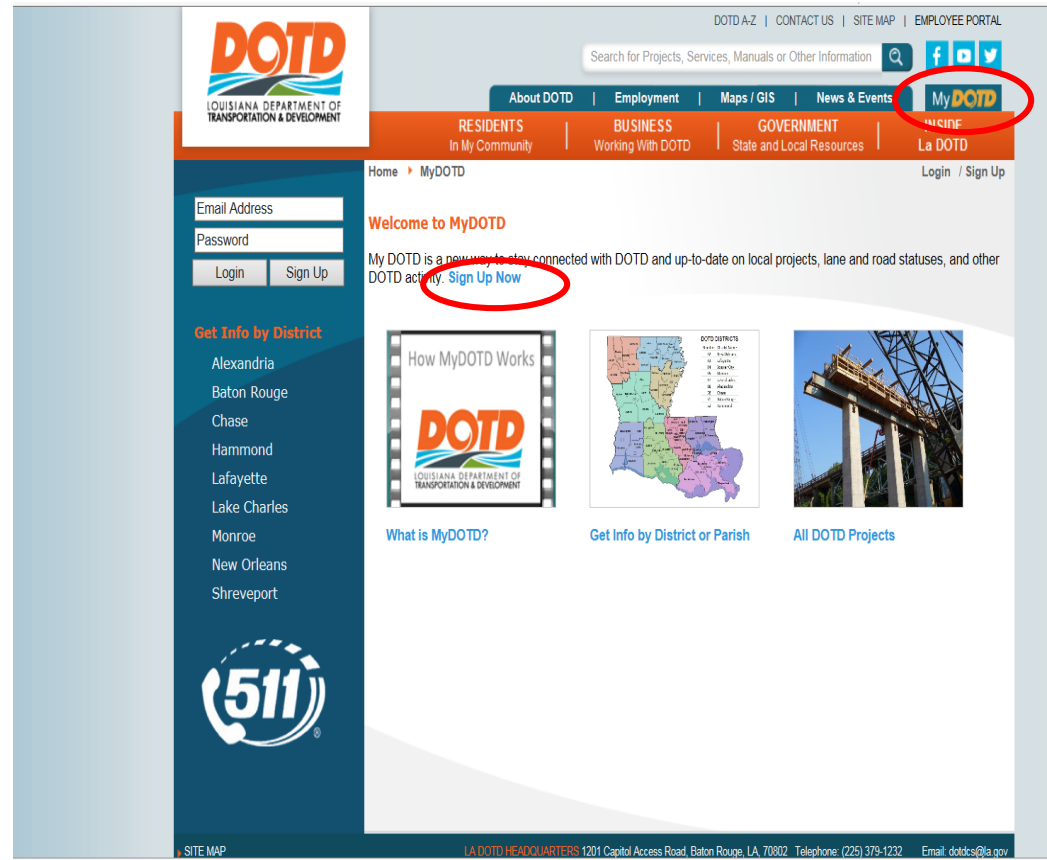 DOTD A-Z | CONTACT US | SITE MAP | EMPLOYEE PORTAL
DOTD
LOUISIANA DEPARTMENT OF
TRANSPORTATION & DEVELOPMENT
Search for Projects, Services, Manuals or Other Information
About DOTD | Employment | Maps / GIS | News & Events
My DOTD
RESIDENTS
In My Community
BUSINESS
Working With DOTD
GOVERNMENT
State and Local Resources
INSIDE
La DOTD
Home MyDOTD
Login / Sign Up
Email Address
Password
Login Sign Up
Welcome to MyDOTD
My DOTD is a new way to stay connected with DOTD and up-to-date on local projects, lane and road statuses, and other
DOTD activity. Sign Up Now
Get Info by District
Alexandria
Baton Rouge
Chase
Hammond
Lafayette
Lake Charles
Monroe
New Orleans
Shreveport
511
How MyDOTD Works
DOTD
LOUISIANA DEPARTMENT OF
TRANSPORTATION & DEVELOPMENT
DOTD DISTRICTS
What is MyDOTD?
Get Info by District or Parish
All DOTD Projects
SITE MAP
LA DOTD HEADQUARTERS 1201 Capitol Access Road, Baton Rouge, LA, 70802 Telephone: (225) 379-1232 Email: dotdcs@la.gov